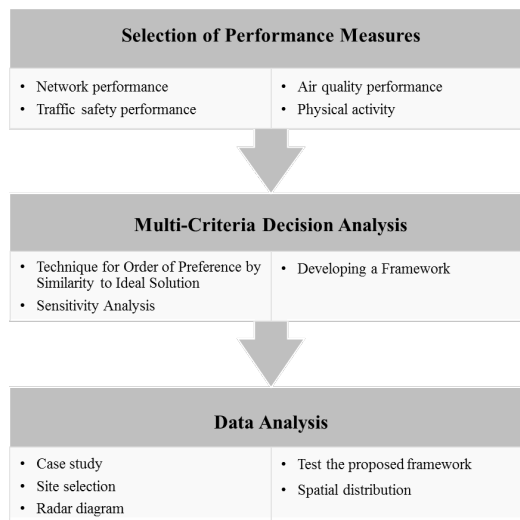 Selection of Performance Measures
• Network performance
• Traffic safety performance
• Air quality performance
• Physical activity
Multi-Criteria Decision Analysis
• Technique for Order of Preference by
Similarity to Ideal Solution
• Sensitivity Analysis
• Developing a Framework
Data Analysis
• Case study
• Site selection
• Radar diagram
• Test the proposed framework
• Spatial distribution